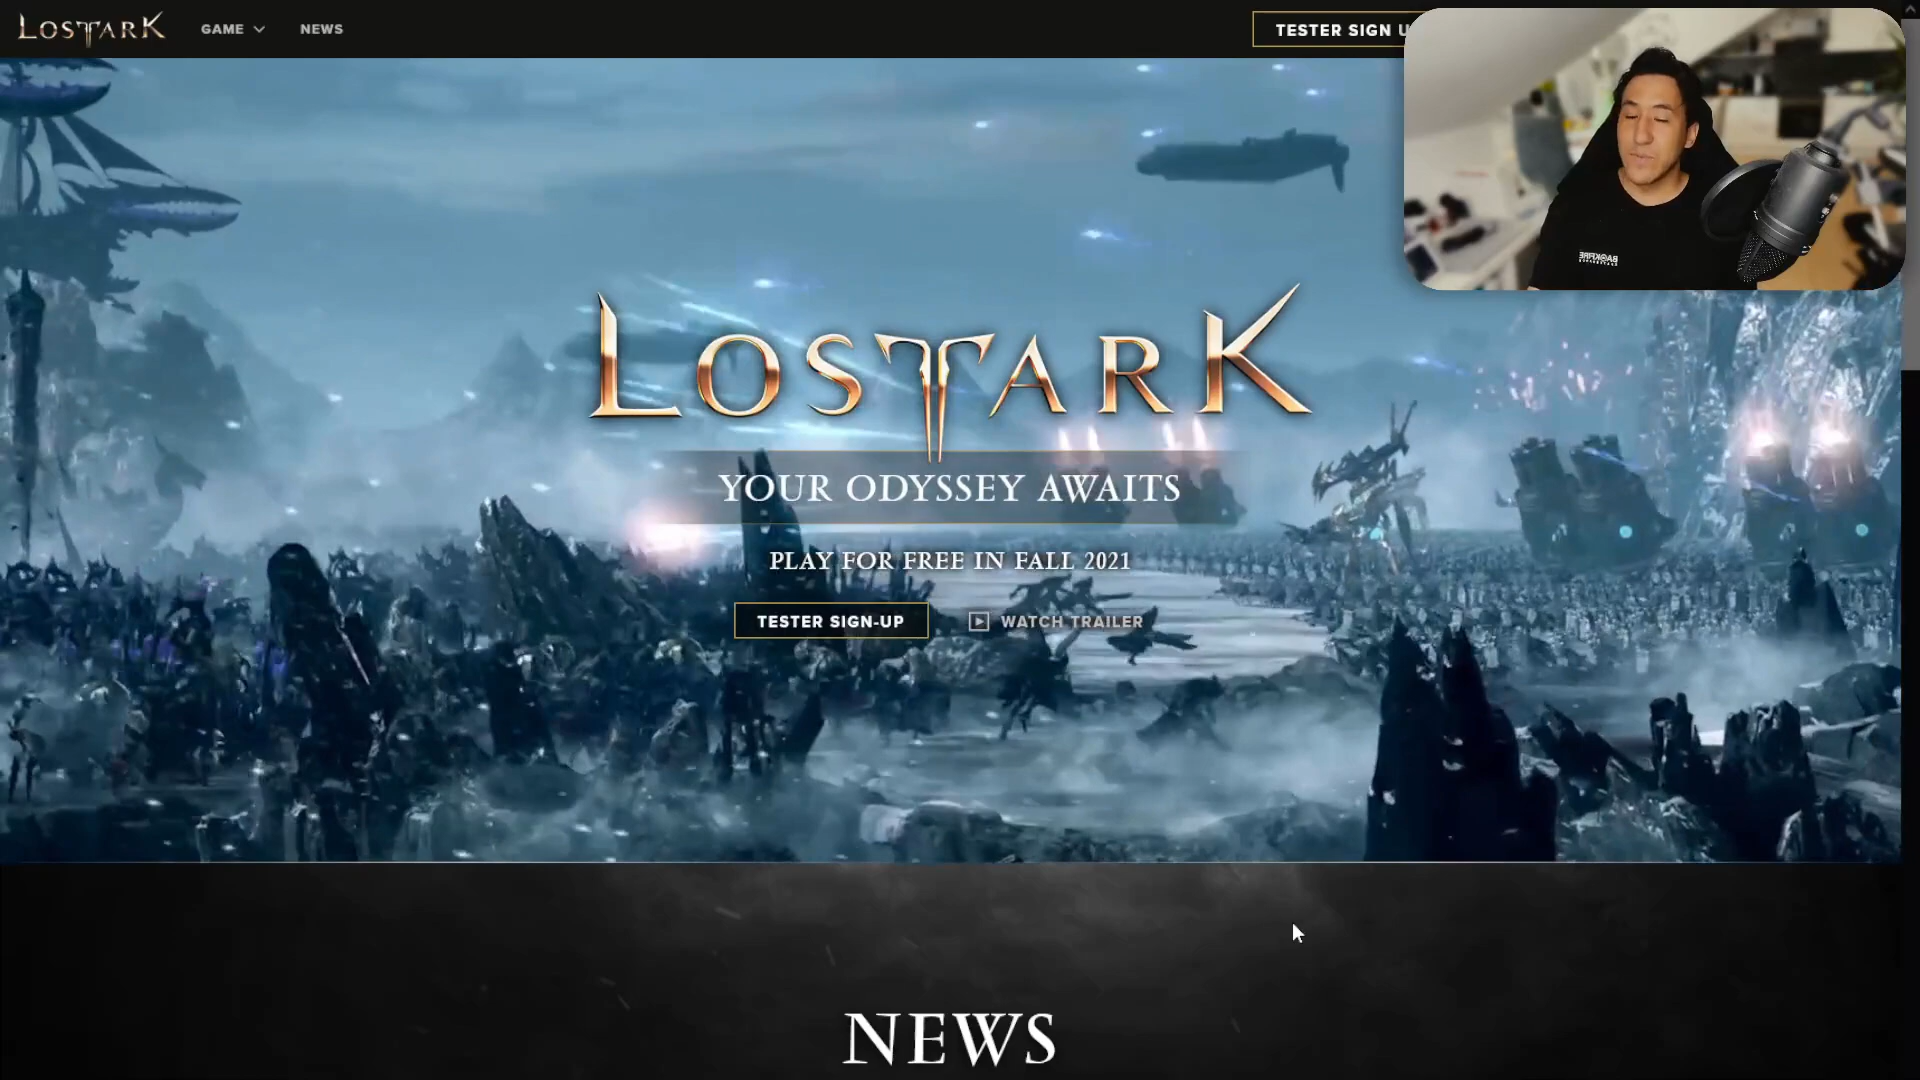 LOSTARK
GAME
NEWS
TESTER SIGN U
LOSTARK
YOUR ODYSSEY AWAITS
PLAY FOR FREE IN FALL 2021
TESTER SIGN-UP
WATCH TRAILER
BACKFIRE
NEWS